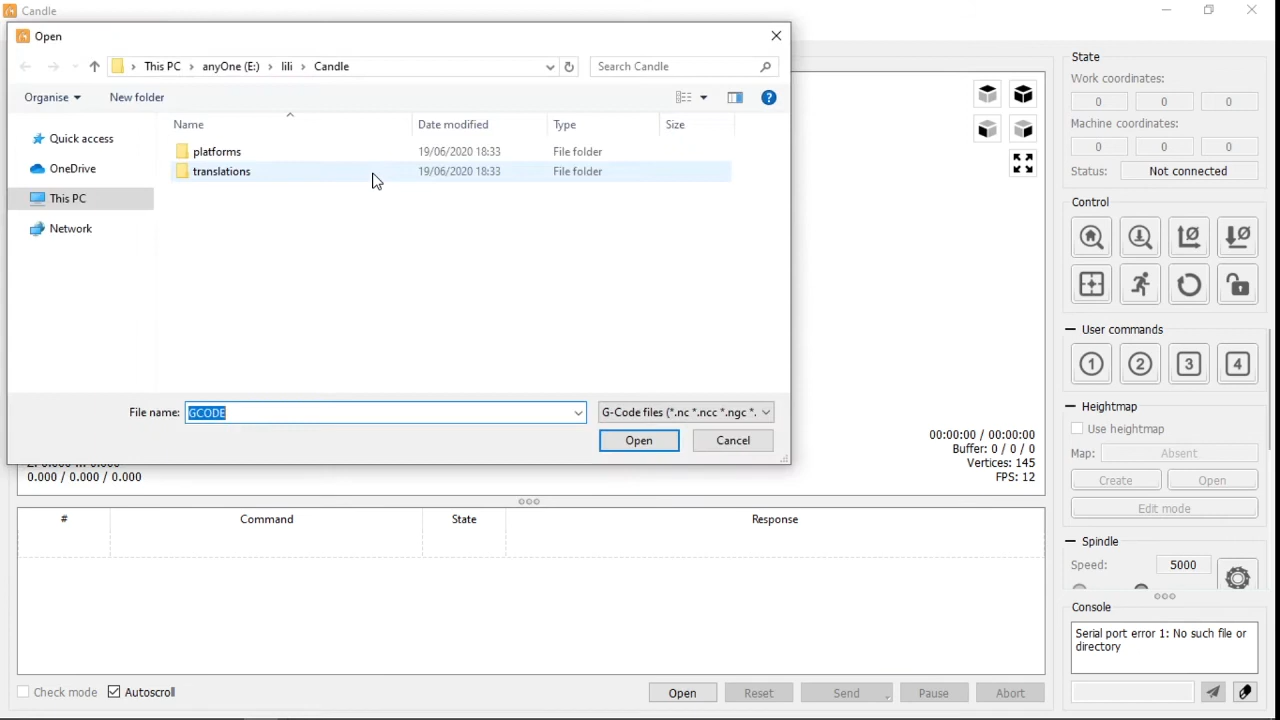 Candle
Open
This PC > anyOne (E:) > lili > Candle
Search Candle
Organise
New folder
Name
Date modified
Type
Size
Quick access
OneDrive
This PC
Network
platforms 19/06/2020 18:33 File folder
translations 19/06/2020 18:33 File folder
File name: GCODE
G-Code files (*.nc *.ncc *.ngc *.
Open
Cancel
0.000 / 0.000 / 0.000
00:00:00 / 00:00:00
Buffer: 0 / 0 / 0
Vertices: 145
FPS: 12
# Command State Response
Check mode
Autoscroll
Open
Reset
Send
Pause
Abort
State
Work coordinates:
0 0 0
Machine coordinates:
0 0 0
Status: Not connected
Control
User commands
1 2 3 4
Heightmap
Use heightmap
Map: Absent
Create
Open
Edit mode
Spindle
Speed: 5000
Console
Serial port error 1: No such file or
directory